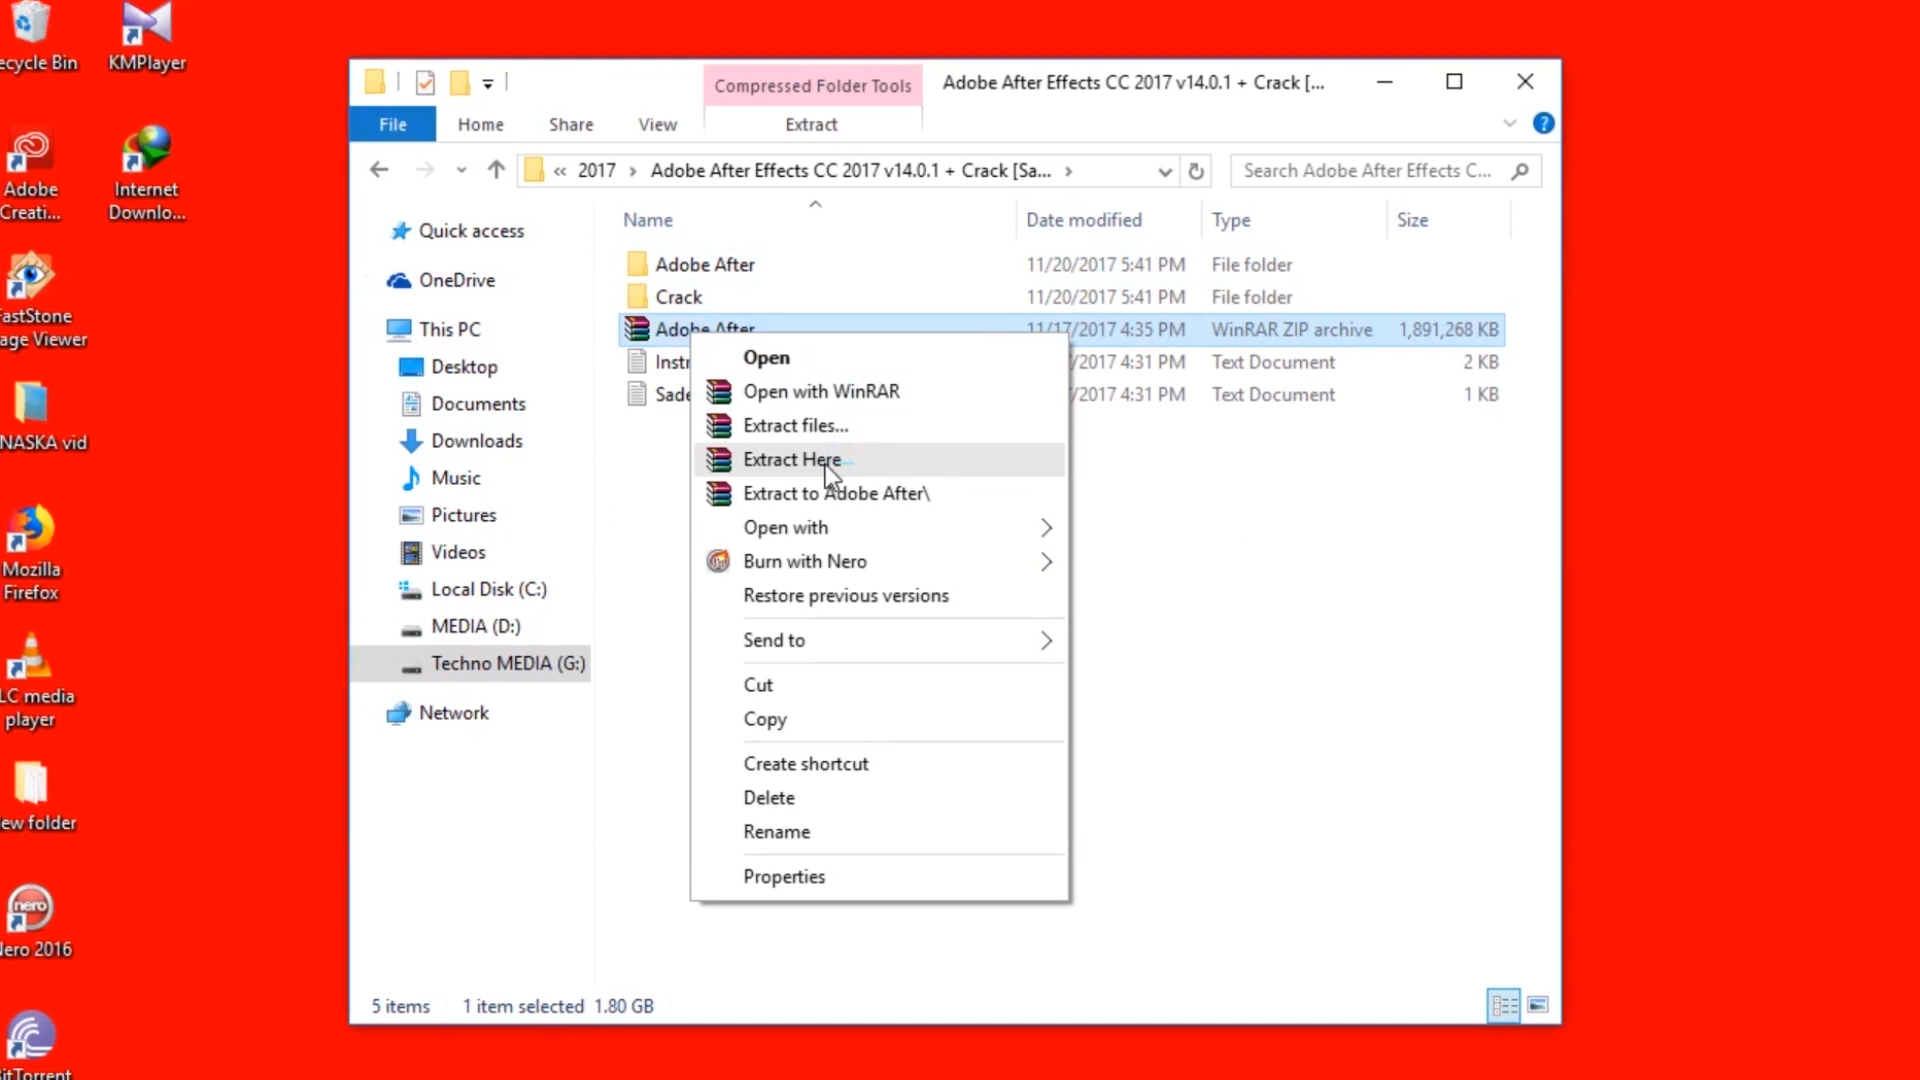 ecycle Bin
KMPlayer
Adobe
Creati...
Internet
Downlo...
FastStone
age Viewer
NASKA vid
Mozilla
Firefox
LC media
player
ew folder
nero
Nero 2016
BitTorrent
Compressed Folder Tools
Adobe After Effects CC 2017 v14.0.1 + Crack [...
File
Home
Share
View
Extract
?
« 2017 > Adobe After Effects CC 2017 v14.0.1 + Crack [Sa... >
Search Adobe After Effects C...
Name
Date modified
Type
Size
Quick access
OneDrive
This PC
Desktop
Documents
Downloads
Music
Pictures
Videos
Local Disk (C:)
MEDIA (D:)
Techno MEDIA (G:)
Network
Adobe After 11/20/2017 5:41 PM File folder
Crack 11/20/2017 5:41 PM File folder
Adobe After 11/17/2017 4:35 PM WinRAR ZIP archive 1,891,268 KB
Instr 7/2017 4:31 PM Text Document 2 KB
Sade 7/2017 4:31 PM Text Document 1 KB
Open
Open with WinRAR
Extract files...
Extract Here
Extract to Adobe After\
Open with
Burn with Nero
Restore previous versions
Send to
Cut
Copy
Create shortcut
Delete
Rename
Properties
5 items 1 item selected 1.80 GB